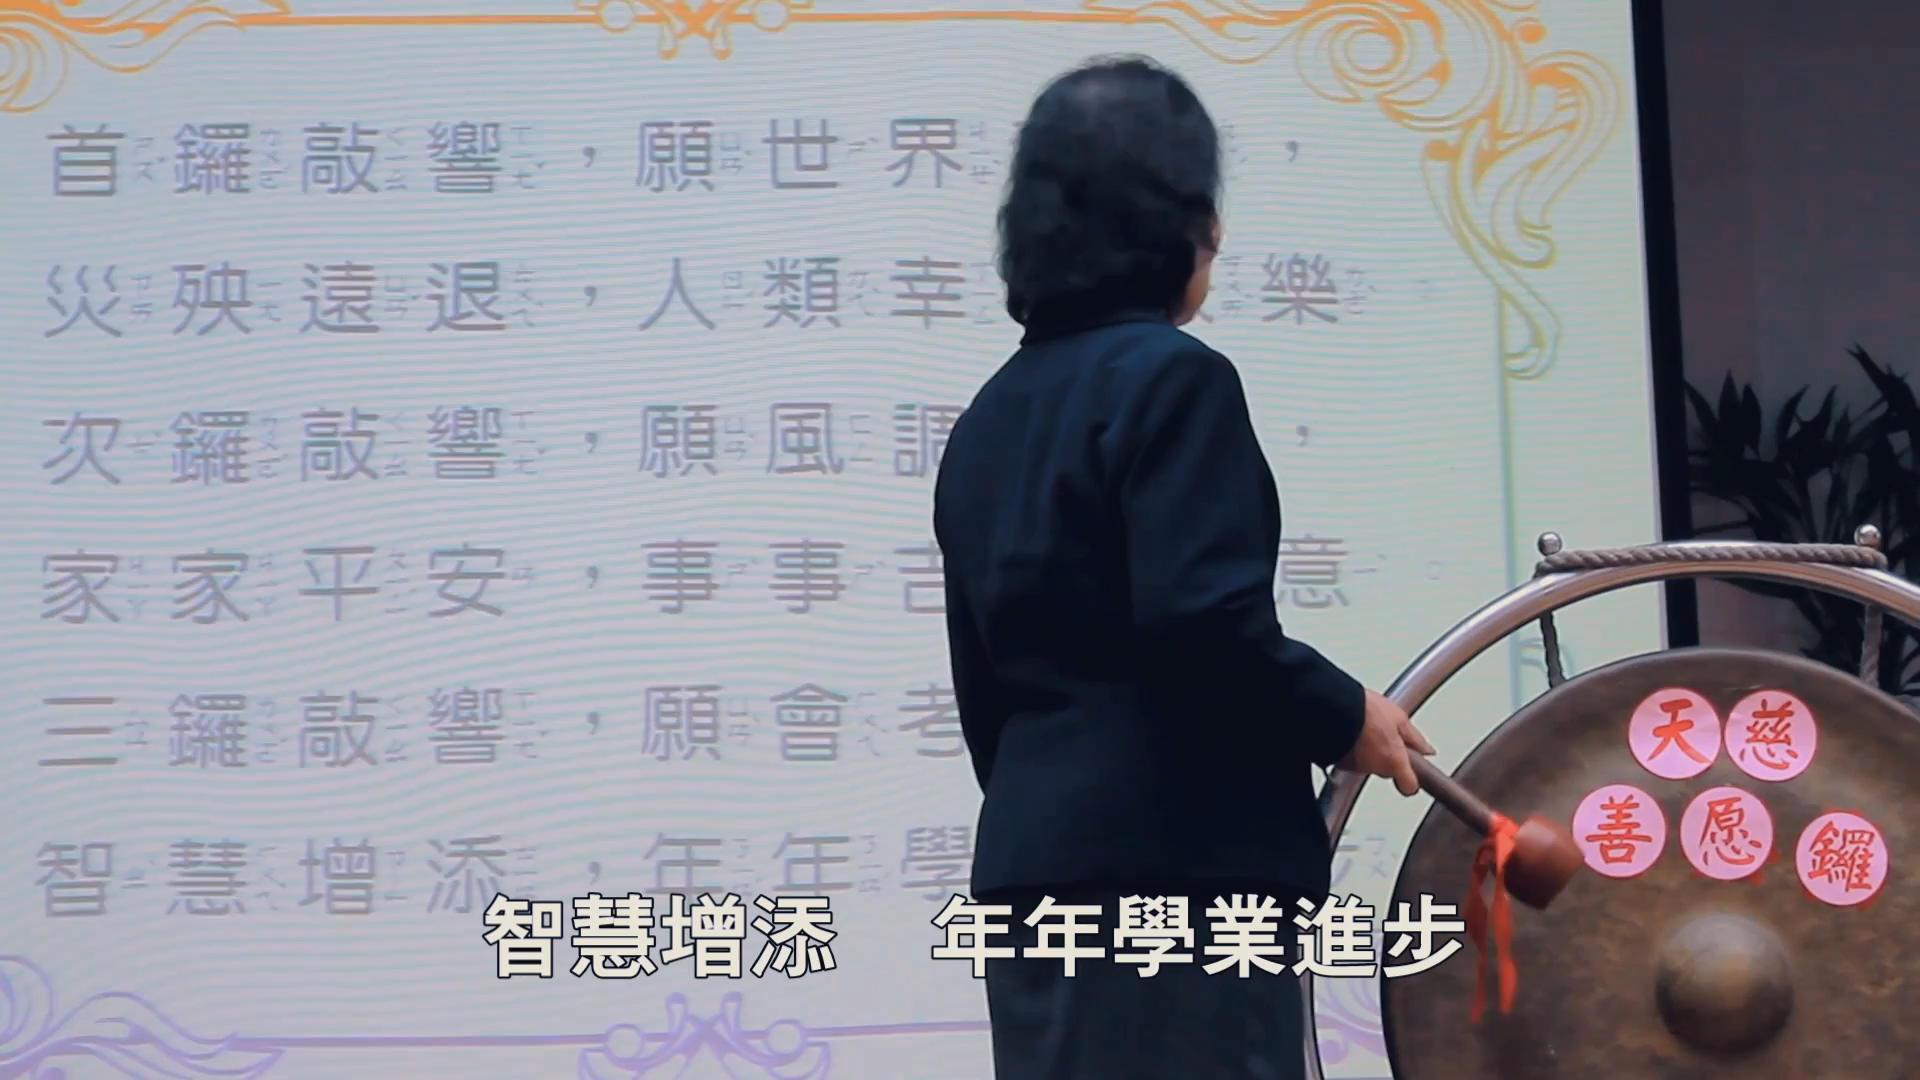 首鑼敲響，願世界，
災殃遠退，人類幸樂。
次鑼敲響，願風調，
家家平安，事事吉意。
三鑼敲響，願會考
智慧增添，年年學
天慈
善愿鑼
智慧增添 年年學業進步